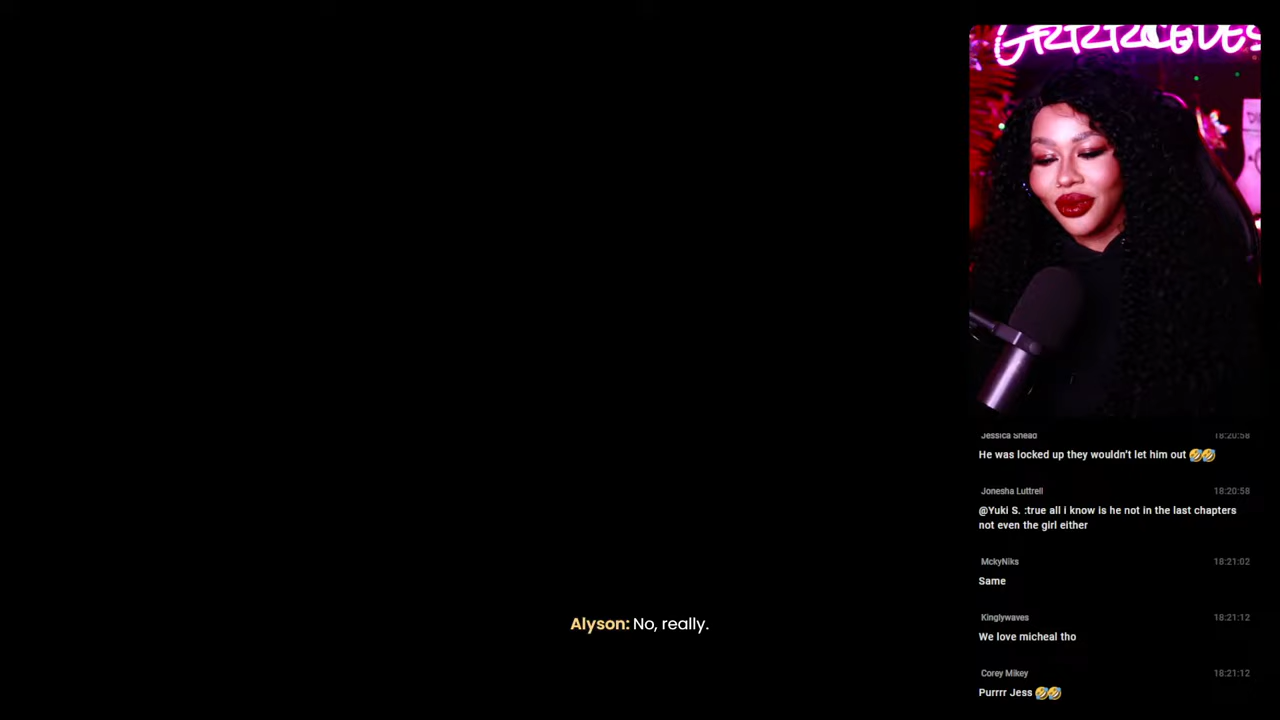 Alyson: No, really.
Jessica Snead 18:20:58
He was locked up they wouldn't let him out 🤣🤣
Jonesha Luttrell 18:20:58
@Yuki S. :true all i know is he not in the last chapters
not even the girl either
MckyNiks 18:21:02
Same
Kinglywaves 18:21:12
We love micheal tho
Corey Mikey 18:21:12
Purrrr Jess 🤣🤣